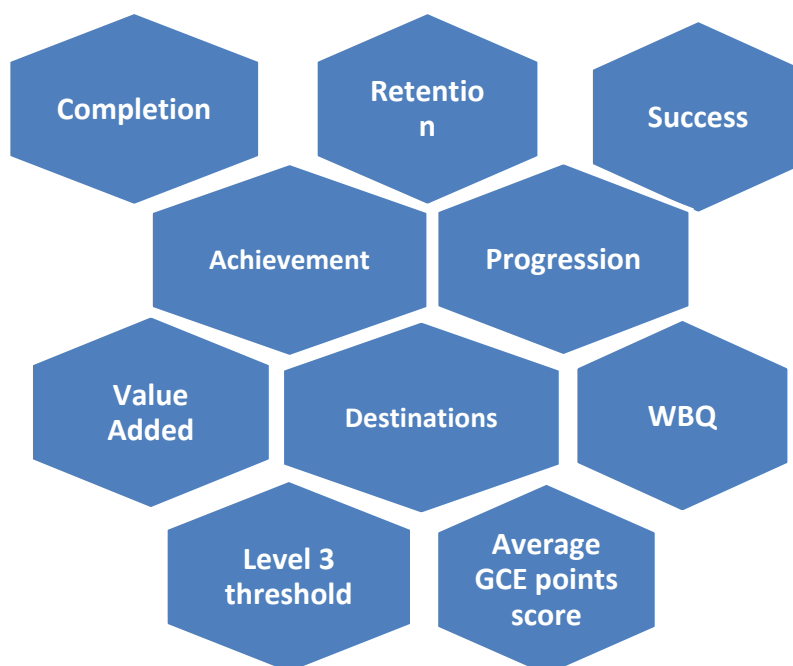 Completion
Retentio
n
Success
Achievement
Progression
Value
Added
Destinations
WBQ
Level 3
threshold
Average
GCE points
score